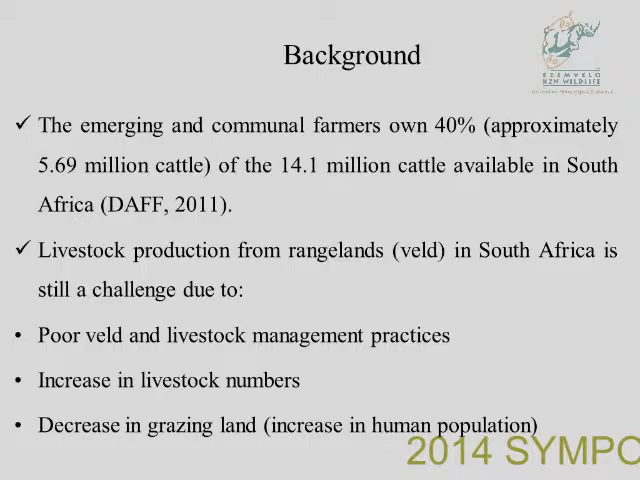 Background
EZEMVELO
KZN WILDLIFE
✓ The emerging and communal farmers own 40% (approximately
5.69 million cattle) of the 14.1 million cattle available in South
Africa (DAFF, 2011).
✓ Livestock production from rangelands (veld) in South Africa is
still a challenge due to:
• Poor veld and livestock management practices
• Increase in livestock numbers
• Decrease in grazing land (increase in human population)
2014 SYMPO